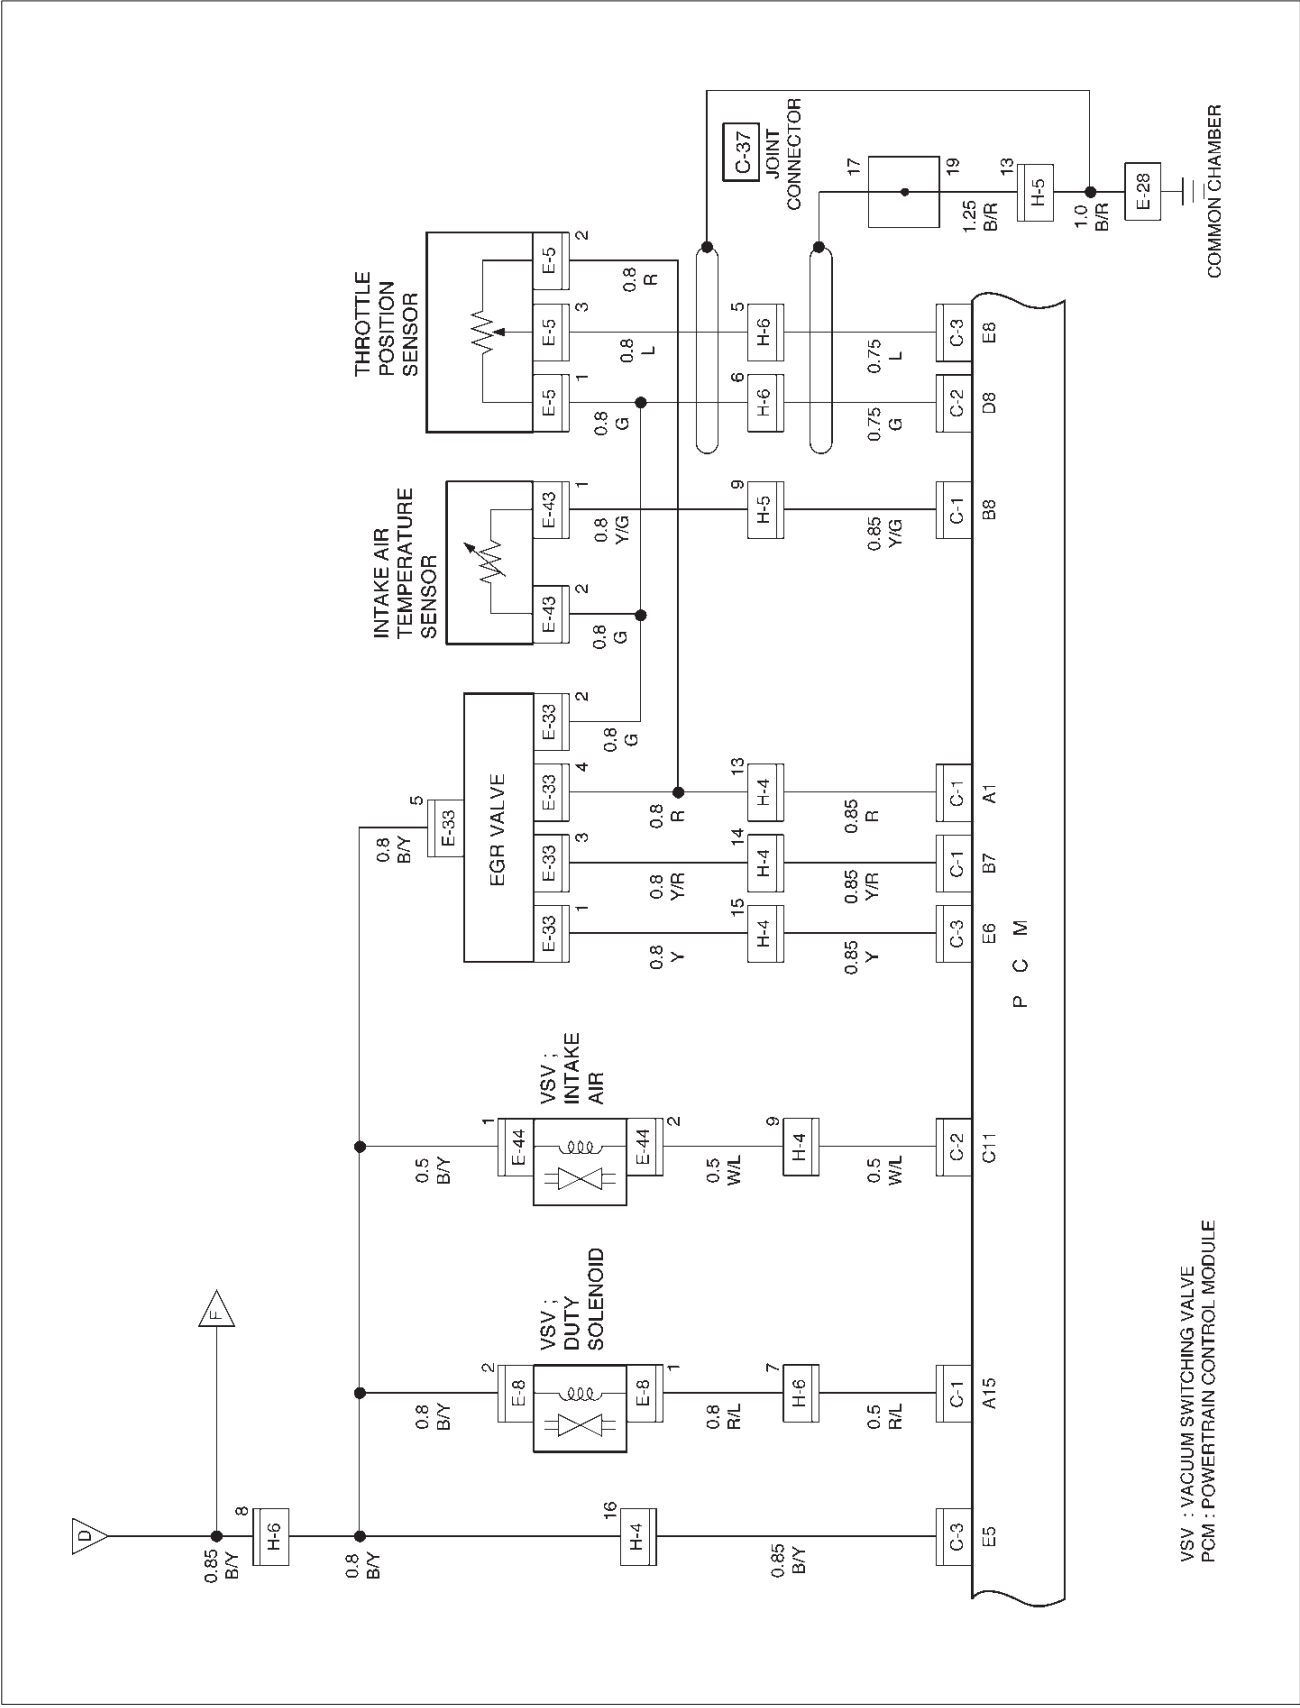 D
0.85
B/Y
8
H-6
F
0.8
B/Y
16
H-4
0.85
B/Y
C-3
E5
0.8
B/Y
2
E-8
VSV ;
DUTY
SOLENOID
E-8
1
0.8
R/L
7
H-6
0.5
R/L
C-1
A15
0.5
B/Y
1
E-44
VSV ;
INTAKE
AIR
E-44
2
0.5
W/L
9
H-4
0.5
W/L
C-2
C11
0.8
B/Y
5
E-33
EGR VALVE
E-33
1
E-33
3
E-33
4
E-33
2
0.8
Y
0.8
Y/R
0.8
R
0.8
G
15
H-4
14
H-4
13
H-4
0.85
Y
0.85
Y/R
0.85
R
C-3
E6
C-1
B7
C-1
A1
INTAKE AIR
TEMPERATURE
SENSOR
E-43
2
E-43
1
0.8
G
0.8
Y/G
9
H-5
0.85
Y/G
C-1
B8
THROTTLE
POSITION
SENSOR
E-5
1
E-5
3
E-5
2
0.8
G
0.8
L
0.8
R
6
H-6
5
H-6
0.75
G
0.75
L
C-2
D8
C-3
E8
C-37
JOINT
CONNECTOR
17
19
1.25
B/R
13
H-5
1.0
B/R
E-28
COMMON CHAMBER
P C M
VSV : VACUUM SWITCHING VALVE
PCM : POWERTRAIN CONTROL MODULE